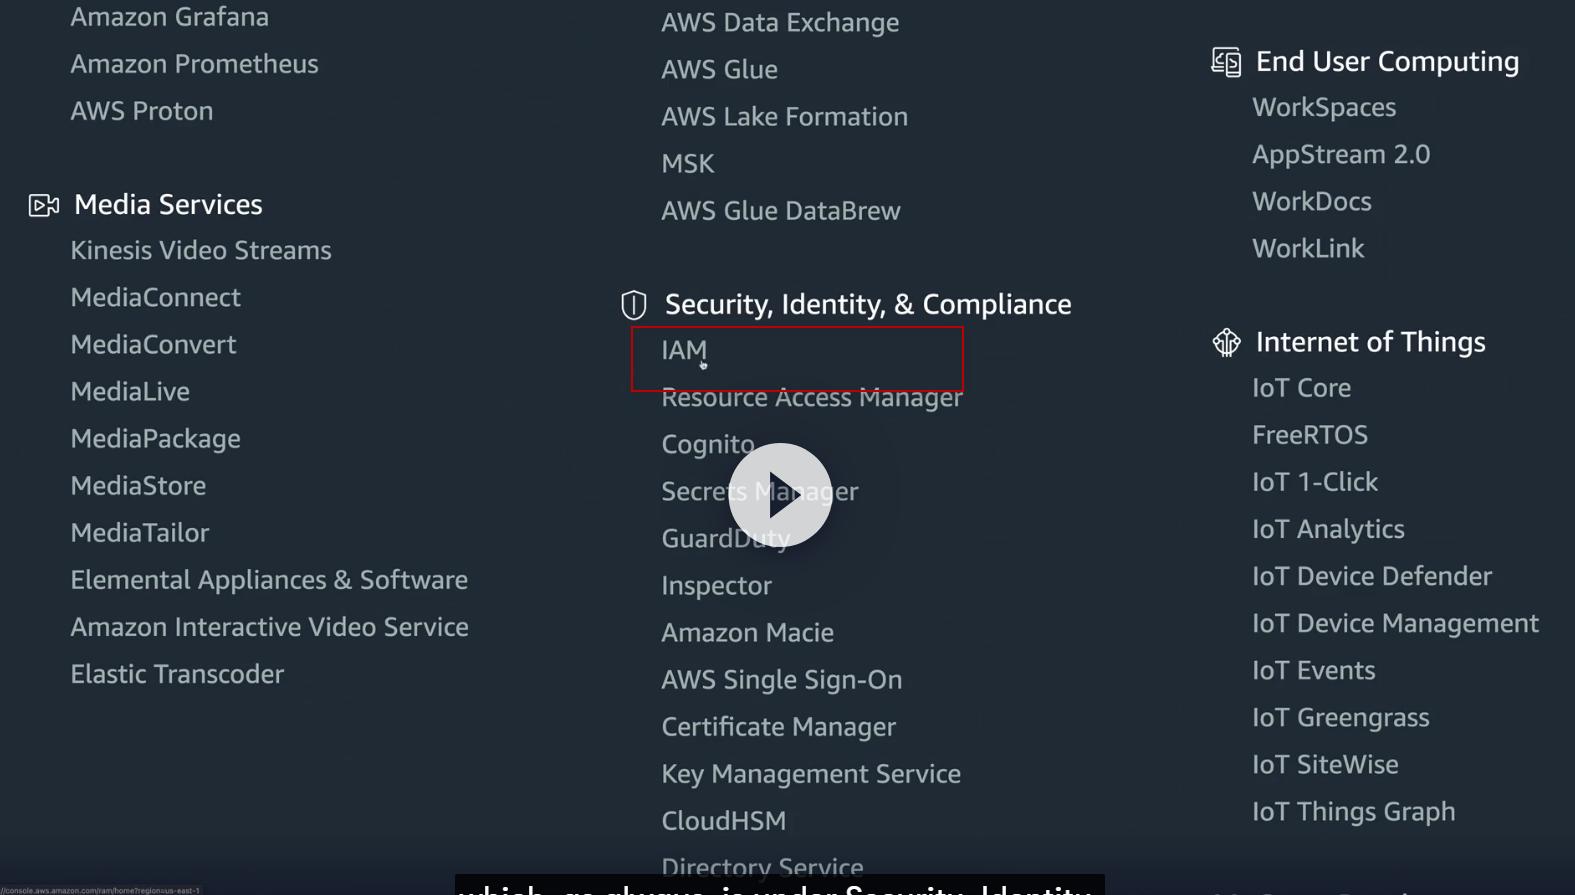 Amazon Grafana
Amazon Prometheus
AWS Proton
Media Services
Kinesis Video Streams
MediaConnect
MediaConvert
MediaLive
MediaPackage
MediaStore
MediaTailor
Elemental Appliances & Software
Amazon Interactive Video Service
Elastic Transcoder
AWS Data Exchange
AWS Glue
AWS Lake Formation
MSK
AWS Glue DataBrew
Security, Identity, & Compliance
IAM
Resource Access Manager
Cognito
Secrets Manager
GuardDuty
Inspector
Amazon Macie
AWS Single Sign-On
Certificate Manager
Key Management Service
CloudHSM
Directory Service
End User Computing
WorkSpaces
AppStream 2.0
WorkDocs
WorkLink
Internet of Things
IoT Core
FreeRTOS
IoT 1-Click
IoT Analytics
IoT Device Defender
IoT Device Management
IoT Events
IoT Greengrass
IoT SiteWise
IoT Things Graph
//console.aws.amazon.com/ram/home?region=us-east-1
which, as always, is under Security, Identity,